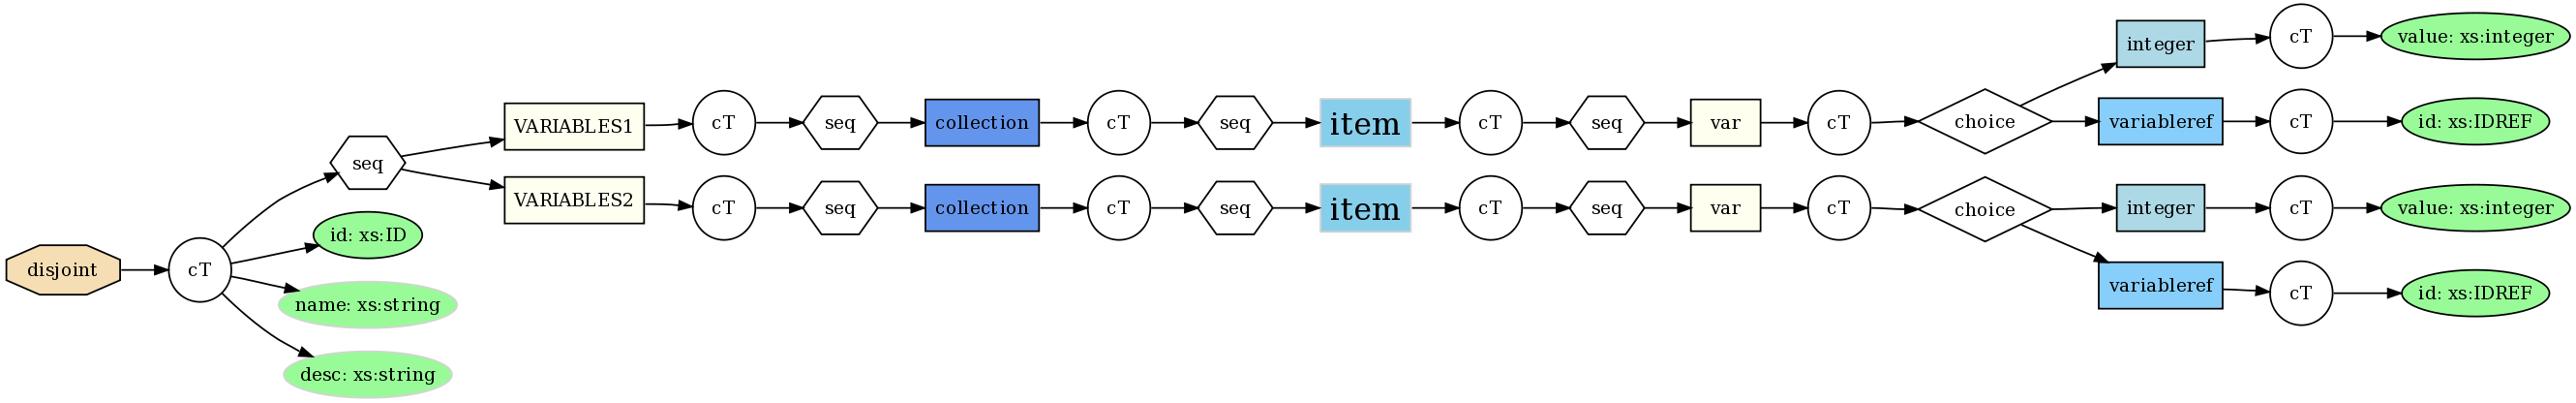 disjoint
cT
seq
id: xs:ID
name: xs:string
desc: xs:string
VARIABLES1
cT
seq
collection
cT
seq
item
cT
seq
var
cT
choice
integer
cT
value: xs:integer
variableref
cT
id: xs:IDREF
VARIABLES2
cT
seq
collection
cT
seq
item
cT
seq
var
cT
choice
integer
cT
value: xs:integer
variableref
cT
id: xs:IDREF